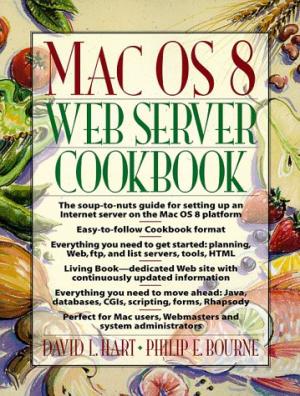 MAC OS 8
WEB SERVER
COOKBOOK
The soup-to-nuts guide for setting up an
Internet server on the Mac OS 8 platform
Easy-to-follow Cookbook format
Everything you need to get started: planning,
Web, ftp, and list servers, tools, HTML
Living Book—dedicated Web site with
continuously updated information
Everything you need to move ahead: Java,
databases, CGIs, scripting, forms, Rhapsody
Perfect for Mac users, Webmasters and
system administrators
DAVID L. HART • PHILIP E. BOURNE